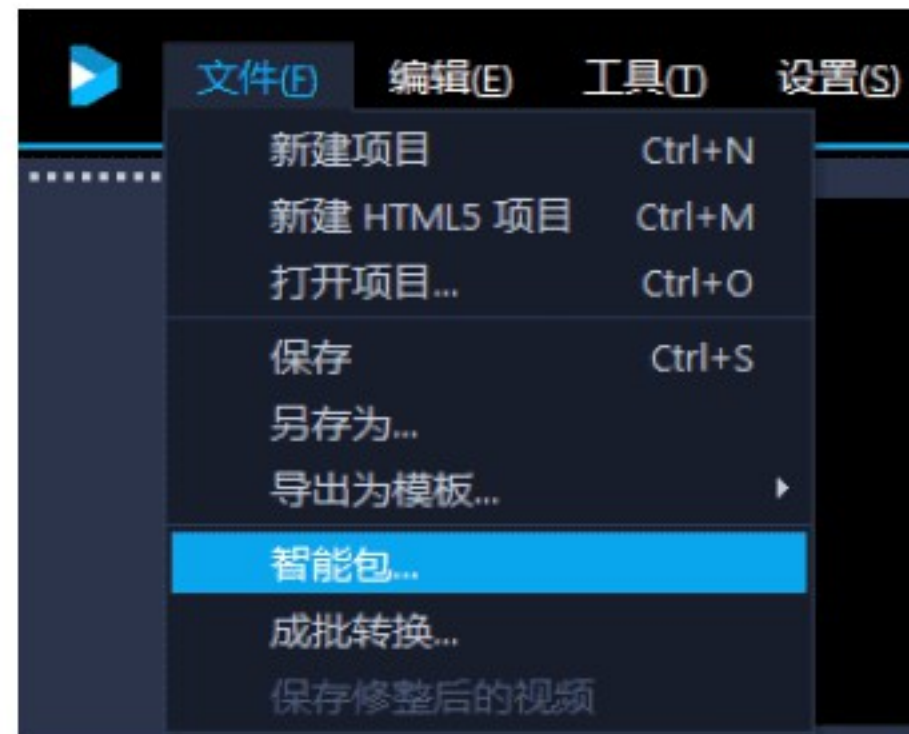 文件(F) 编辑(E) 工具(T) 设置(S)
新建项目 Ctrl+N
新建 HTML5 项目 Ctrl+M
打开项目... Ctrl+O
保存 Ctrl+S
另存为...
导出为模板...
智能包...
成批转换...
保存修整后的视频